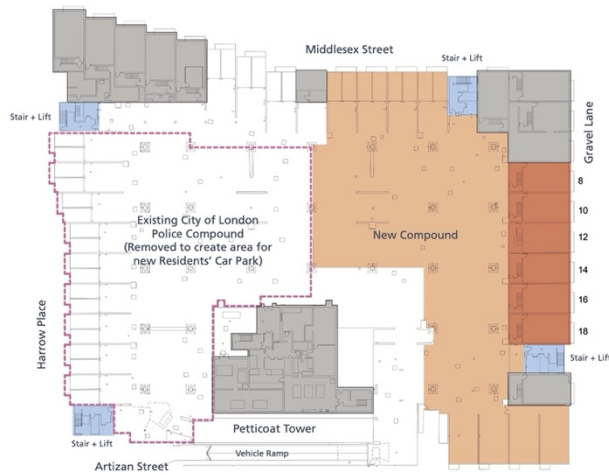 Middlesex Street
Stair + Lift
Stair + Lift
Gravel Lane
8
Existing City of London
Police Compound
(Removed to create area for
new Residents' Car Park)
New Compound
10
12
14
16
18
Harrow Place
Stair + Lift
Petticoat Tower
Stair + Lift
Vehicle Ramp
Artizan Street